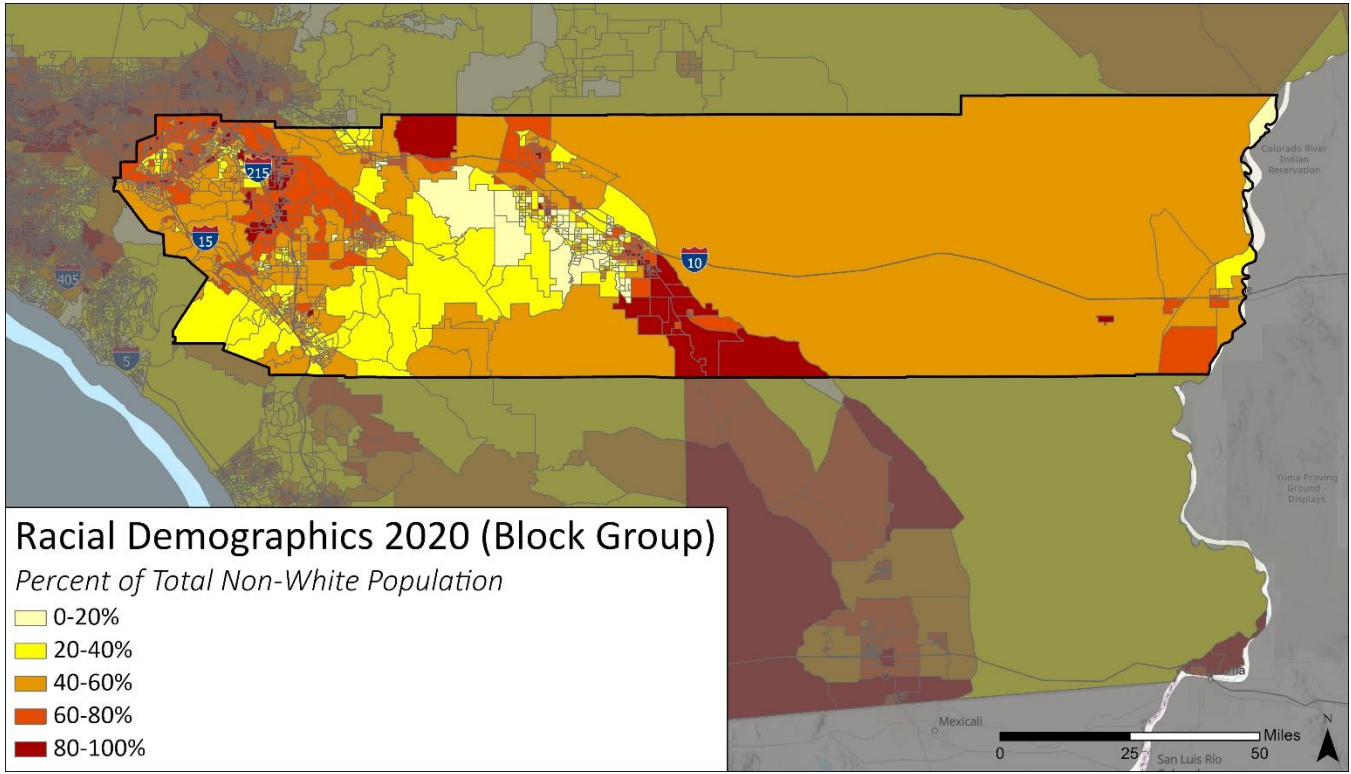 Colorado River
Indian
Reservation
215
15
10
405
5
Yuma Proving
Ground -
Displays
Racial Demographics 2020 (Block Group)
Percent of Total Non-White Population
0-20%
20-40%
40-60%
60-80%
80-100%
Mexicali
San Luis Río
N
Miles
0
25
50